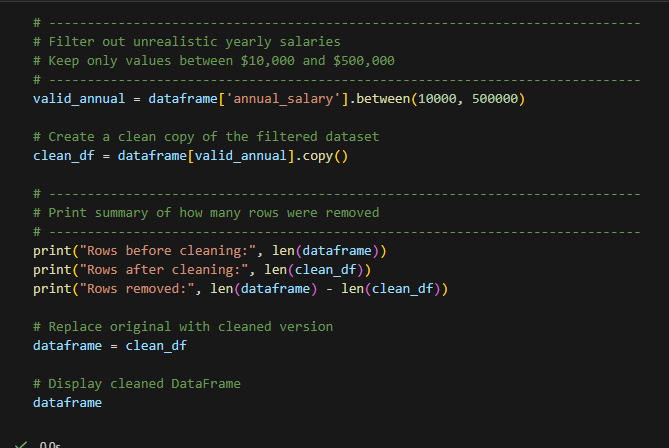 # -----------------------------------------------------------------------------
# Filter out unrealistic yearly salaries
# Keep only values between $10,000 and $500,000
# -----------------------------------------------------------------------------
valid_annual = dataframe['annual_salary'].between(10000, 500000)
# Create a clean copy of the filtered dataset
clean_df = dataframe[valid_annual].copy()
# -----------------------------------------------------------------------------
# Print summary of how many rows were removed
# -----------------------------------------------------------------------------
print("Rows before cleaning:", len(dataframe))
print("Rows after cleaning:", len(clean_df))
print("Rows removed:", len(dataframe) - len(clean_df))
# Replace original with cleaned version
dataframe = clean_df
# Display cleaned DataFrame
dataframe
0.0s